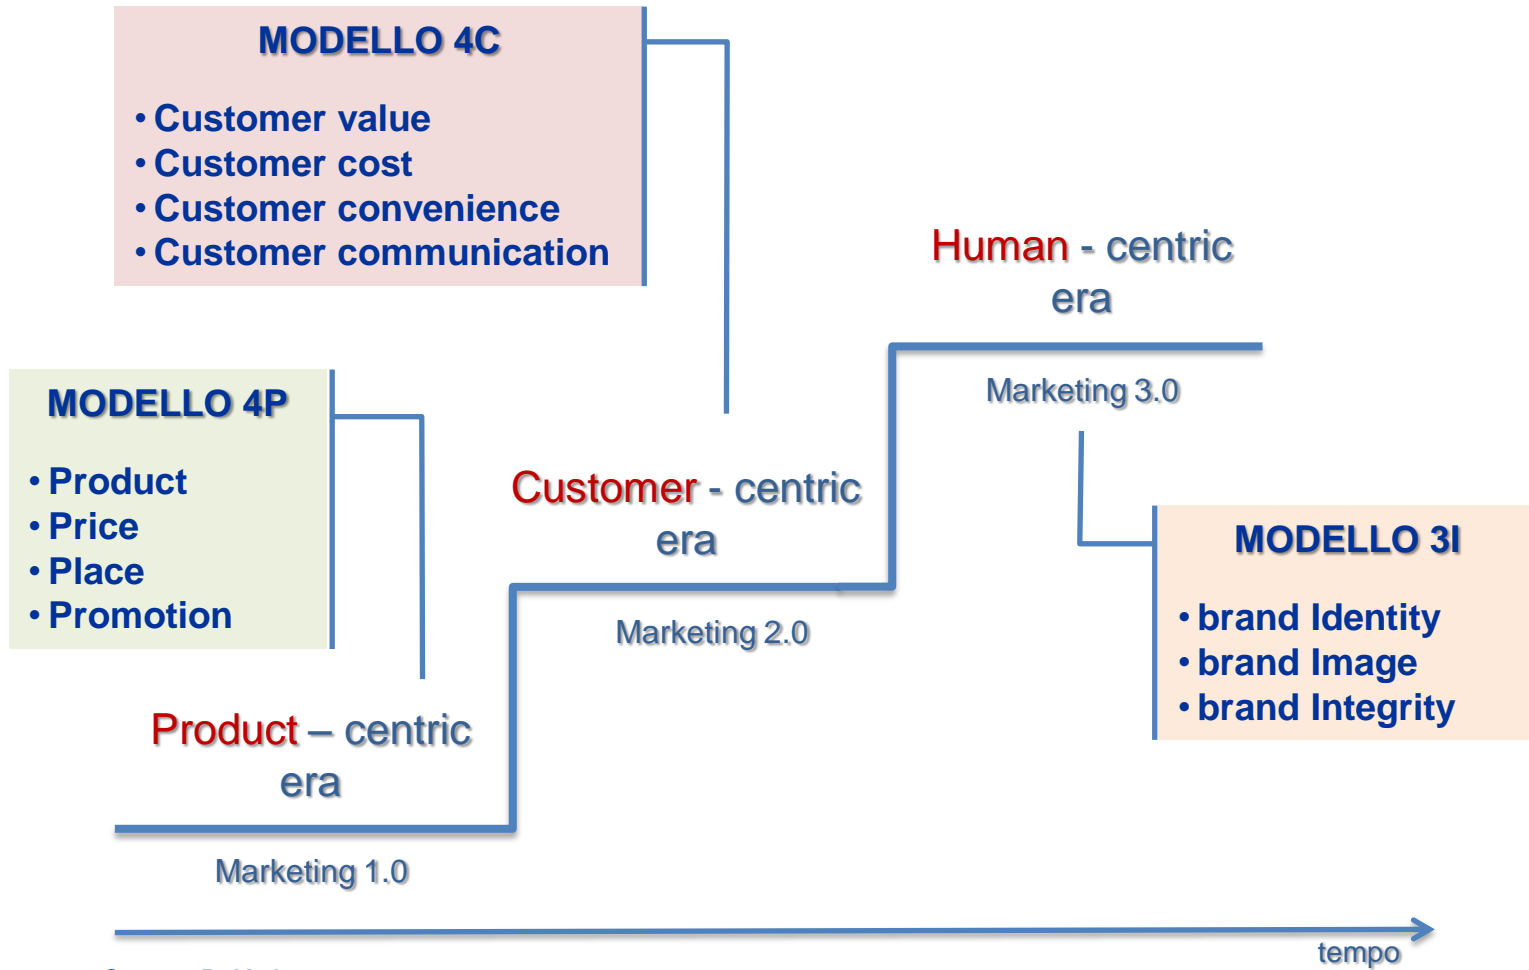 MODELLO 4C
• Customer value
• Customer cost
• Customer convenience
• Customer communication
Human - centric
era
Marketing 3.0
MODELLO 4P
• Product
• Price
• Place
• Promotion
Customer - centric
era
Marketing 2.0
MODELLO 3I
• brand Identity
• brand Image
• brand Integrity
Product – centric
era
Marketing 1.0
tempo